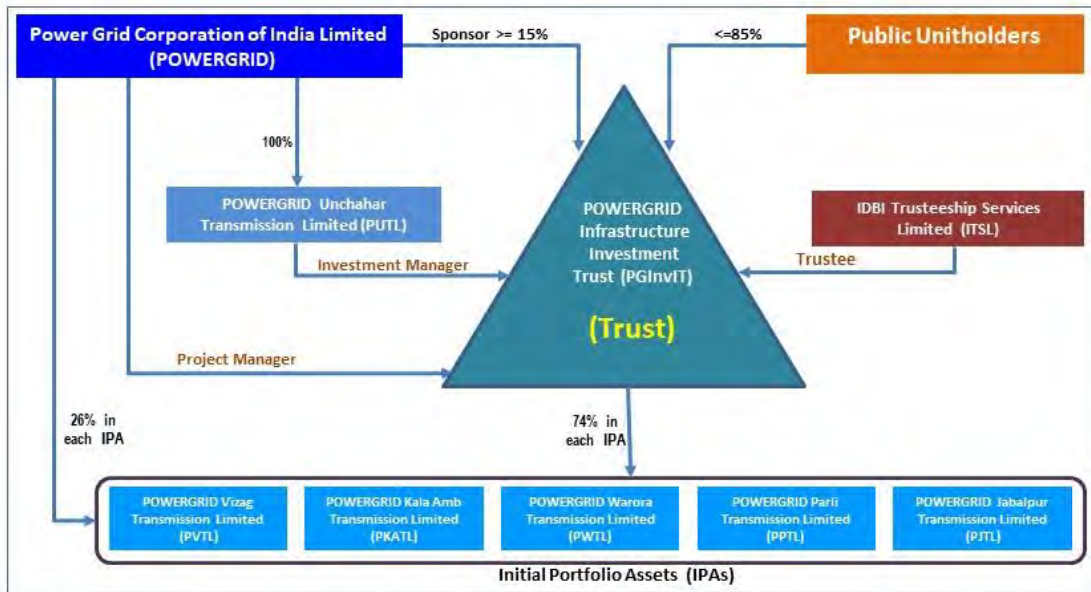 Power Grid Corporation of India Limited
(POWERGRID)
Sponsor >= 15%
<=85%
Public Unitholders
100%
POWERGRID Unchahar
Transmission Limited (PUTL)
POWERGRID
Infrastructure
Investment
Trust (PGInvIT)
(Trust)
IDBI Trusteeship Services
Limited (ITSL)
Investment Manager
Trustee
Project Manager
26% in
each IPA
74% in
each IPA
POWERGRID Vizag
Transmission Limited
(PVTL)
POWERGRID Kala Amb
Transmission Limited
(PKATL)
POWERGRID Warora
Transmission Limited
(PWTL)
POWERGRID Parli
Transmission Limited
(PPTL)
POWERGRID Jabalpur
Transmission Limited
(PJTL)
Initial Portfolio Assets (IPAs)